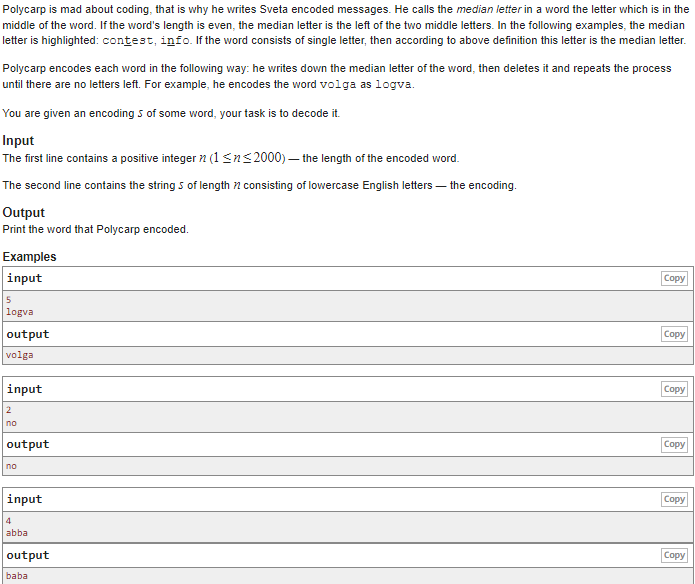 Polycarp is mad about coding, that is why he writes Sveta encoded messages. He calls the median letter in a word the letter which is in the
middle of the word. If the word's length is even, the median letter is the left of the two middle letters. In the following examples, the median
letter is highlighted: contest, info. If the word consists of single letter, then according to above definition this letter is the median letter.
Polycarp encodes each word in the following way: he writes down the median letter of the word, then deletes it and repeats the process
until there are no letters left. For example, he encodes the word volga as logva.
You are given an encoding s of some word, your task is to decode it.
Input
The first line contains a positive integer n (1 ≤ n ≤ 2000) — the length of the encoded word.
The second line contains the string s of length n consisting of lowercase English letters — the encoding.
Output
Print the word that Polycarp encoded.
Examples
input Copy
5
logva
output Copy
volga
input Copy
2
no
output Copy
no
input Copy
4
abba
output Copy
baba